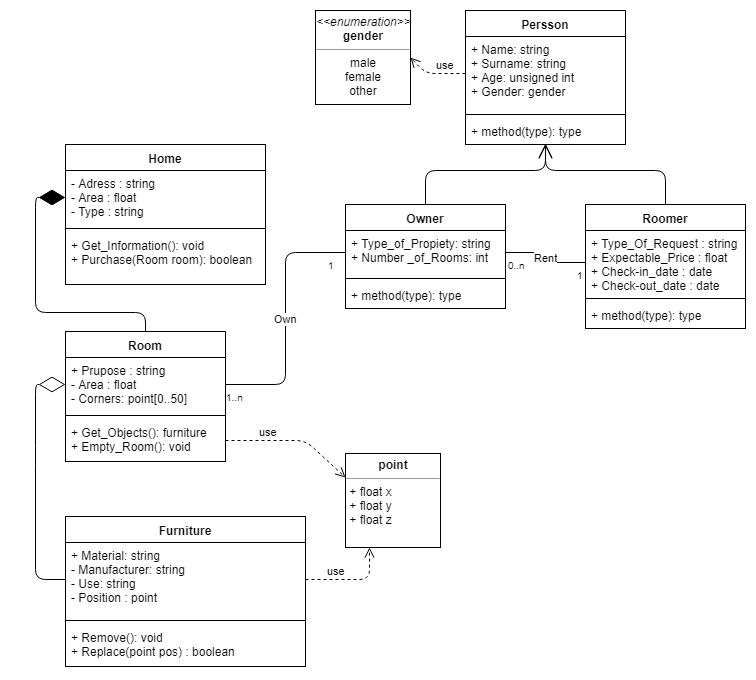 <<enumeration>>
gender
male
female
other
Persson
+ Name: string
+ Surname: string
+ Age: unsigned int
+ Gender: gender
+ method(type): type
use
Home
- Adress : string
- Area : float
- Type : string
+ Get_Information(): void
+ Purchase(Room room): boolean
Owner
+ Type_of_Propiety: string
+ Number _of_Rooms: int
+ method(type): type
Roomer
+ Type_Of_Request : string
+ Expectable_Price : float
+ Check-in_date : date
+ Check-out_date : date
+ method(type): type
1
0..n
Rent
1
Own
1..n
Room
+ Prupose : string
- Area : float
- Corners: point[0..50]
+ Get_Objects(): furniture
+ Empty_Room(): void
use
point
+ float x
+ float y
+ float z
Furniture
+ Material: string
- Manufacturer: string
- Use: string
- Position : point
+ Remove(): void
+ Replace(point pos) : boolean
use